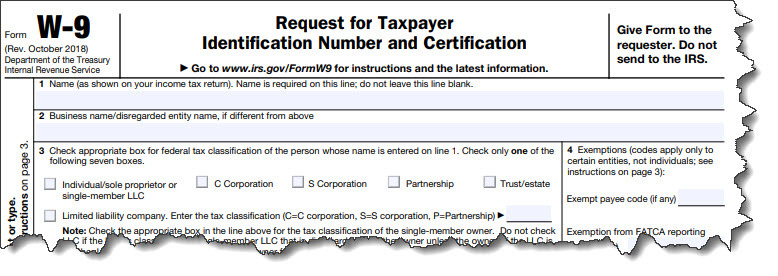 Form W-9
(Rev. October 2018)
Department of the Treasury
Internal Revenue Service
Request for Taxpayer
Identification Number and Certification
▶ Go to www.irs.gov/FormW9 for instructions and the latest information.
Give Form to the
requester. Do not
send to the IRS.
or type.
ructions on page 3.
1 Name (as shown on your income tax return). Name is required on this line; do not leave this line blank.
2 Business name/disregarded entity name, if different from above
3 Check appropriate box for federal tax classification of the person whose name is entered on line 1. Check only one of the
following seven boxes.
Individual/sole proprietor or
single-member LLC
C Corporation
S Corporation
Partnership
Trust/estate
Limited liability company. Enter the tax classification (C=C corporation, S=S corporation, P=Partnership) ▶
Note: Check the appropriate box in the line above for the tax classification of the single-member owner. Do not check
LLC if the
4 Exemptions (codes apply only to
certain entities, not individuals; see
instructions on page 3):
Exempt payee code (if any)
Exemption from FATCA reporting